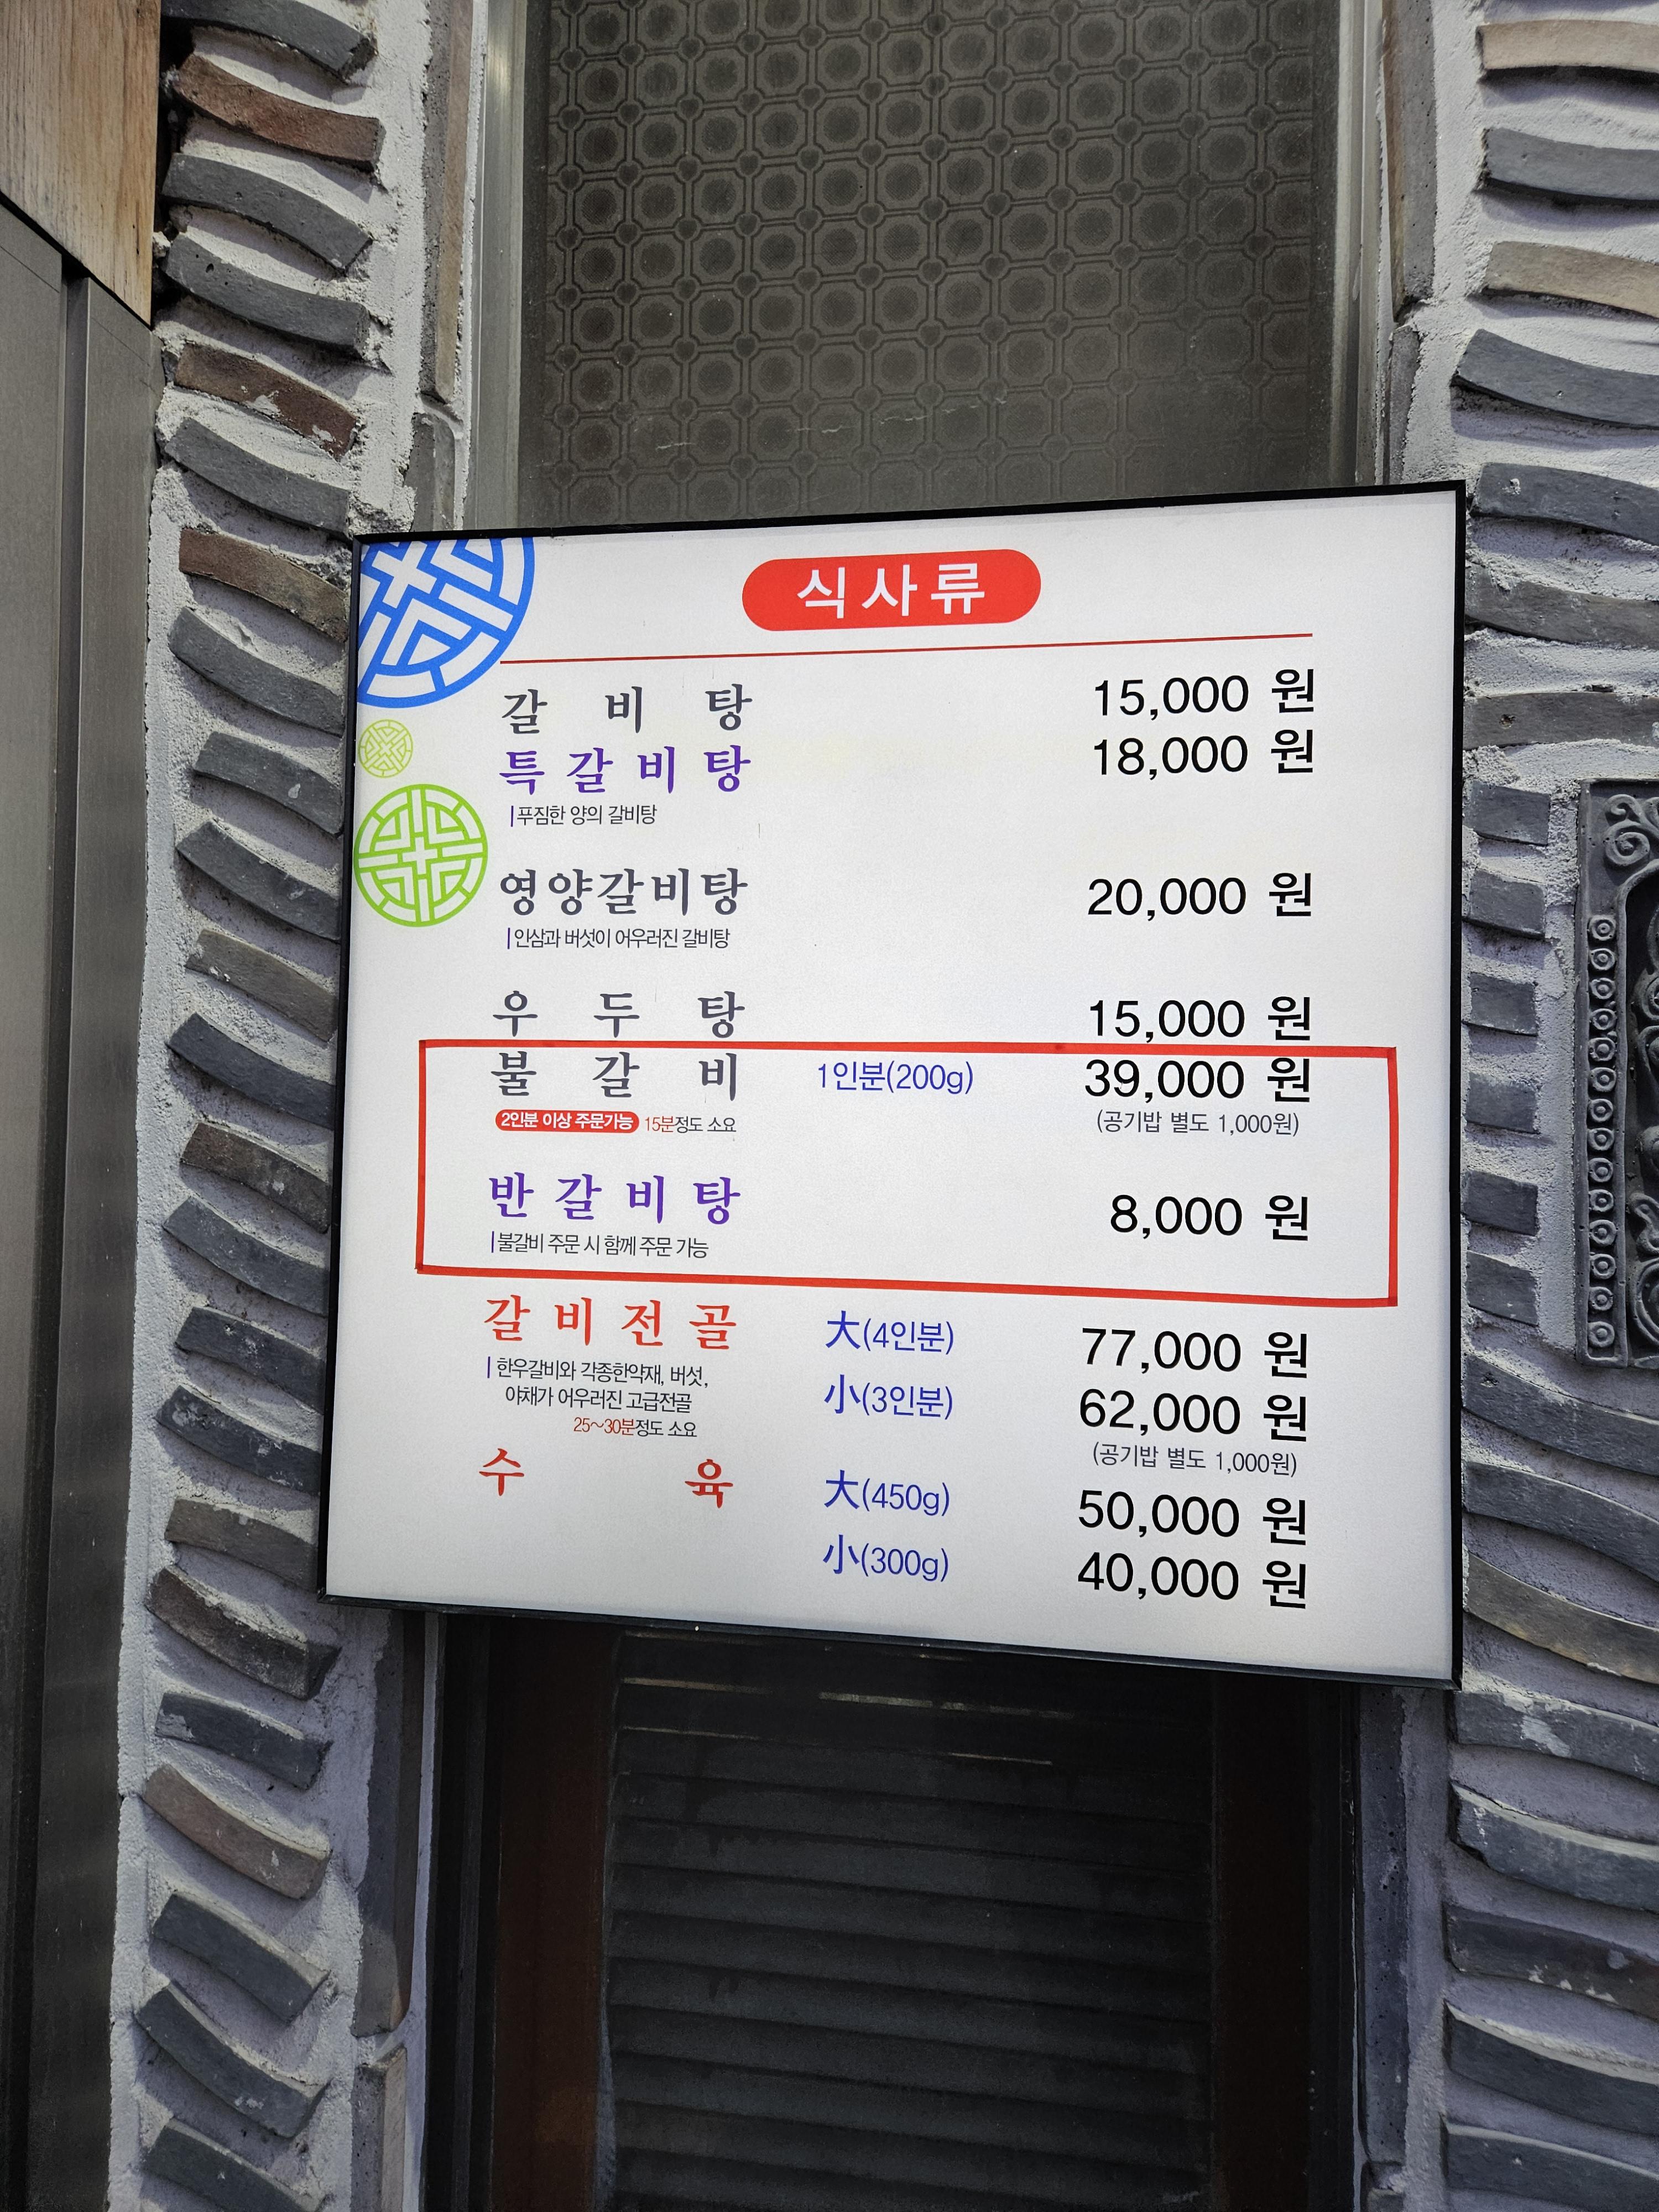 식사류
갈비탕 15,000 원
특갈비탕 18,000 원
푸짐한 양의 갈비탕
영양갈비탕 20,000 원
인삼과 버섯이 어우러진 갈비탕
우두탕 15,000 원
불갈비 1인분(200g) 39,000 원
2인분 이상 주문가능 15분정도 소요 (공기밥 별도 1,000원)
반갈비탕 8,000 원
불갈비 주문 시 함께 주문 가능
갈비전골 大(4인분) 77,000 원
한우갈비와 각종한약재, 버섯,
야채가 어우러진 고급전골 小(3인분) 62,000 원
25~30분정도 소요 (공기밥 별도 1,000원)
수육 大(450g) 50,000 원
小(300g) 40,000 원